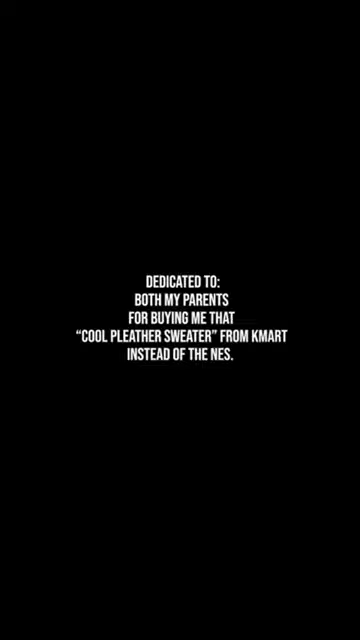 DEDICATED TO:
BOTH MY PARENTS
FOR BUYING ME THAT
“COOL PLEATHER SWEATER” FROM KMART
INSTEAD OF THE NES.